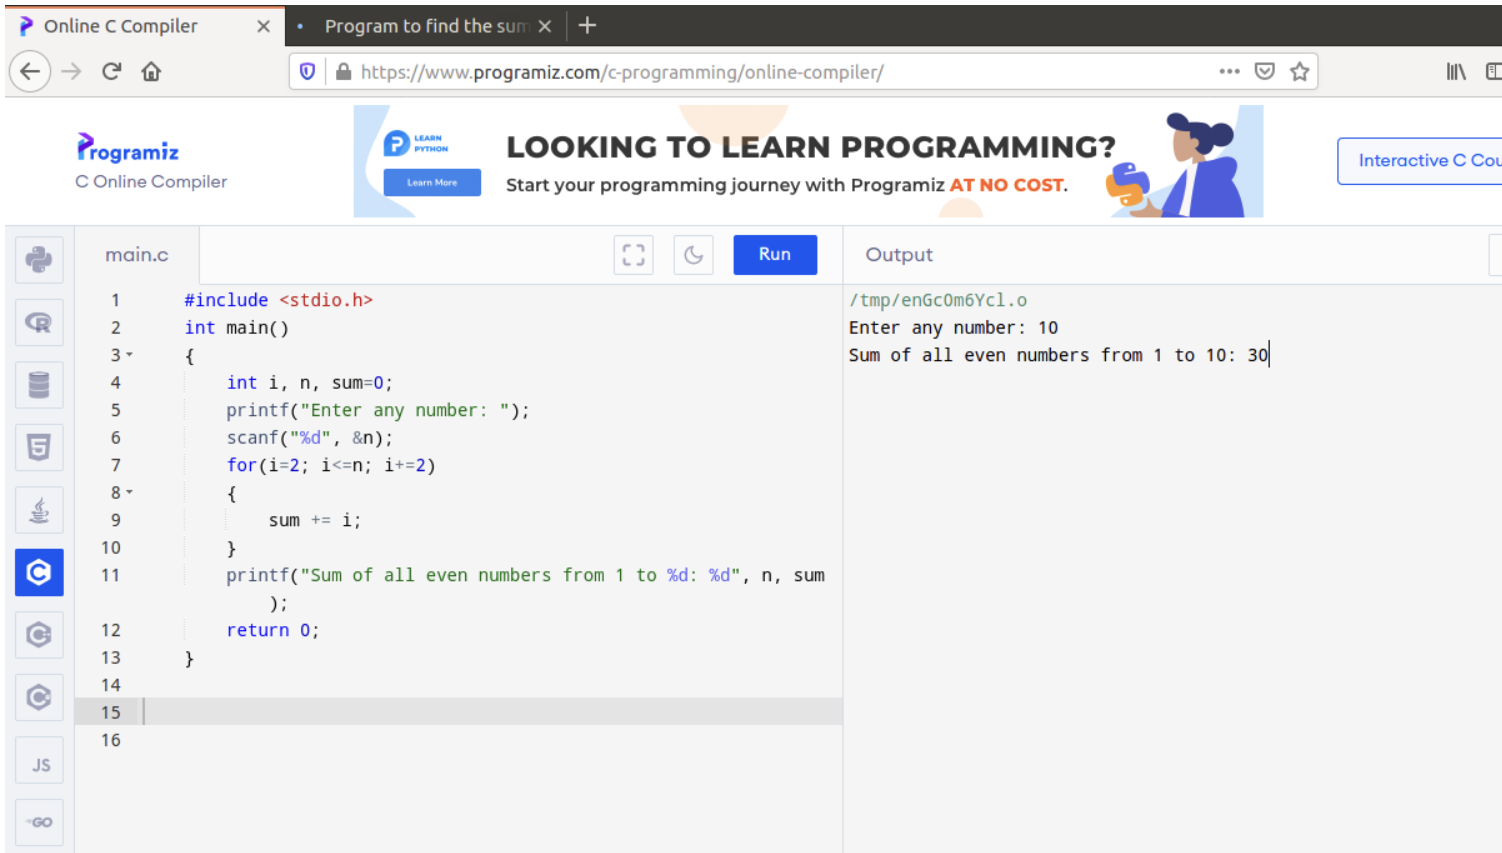 Online C Compiler
Program to find the sum
https://www.programiz.com/c-programming/online-compiler/
Programiz
C Online Compiler
LEARN
PYTHON
Learn More
LOOKING TO LEARN PROGRAMMING?
Start your programming journey with Programiz AT NO COST.
Interactive C Cou
main.c
Run
Output
1 #include <stdio.h>
2 int main()
3 {
4 int i, n, sum=0;
5 printf("Enter any number: ");
6 scanf("%d", &n);
7 for(i=2; i<=n; i+=2)
8 {
9 sum += i;
10 }
11 printf("Sum of all even numbers from 1 to %d: %d", n, sum
);
12 return 0;
13 }
14
15
16
/tmp/enGcOm6Ycl.o
Enter any number: 10
Sum of all even numbers from 1 to 10: 30
R
5
C
C
C
JS
GO